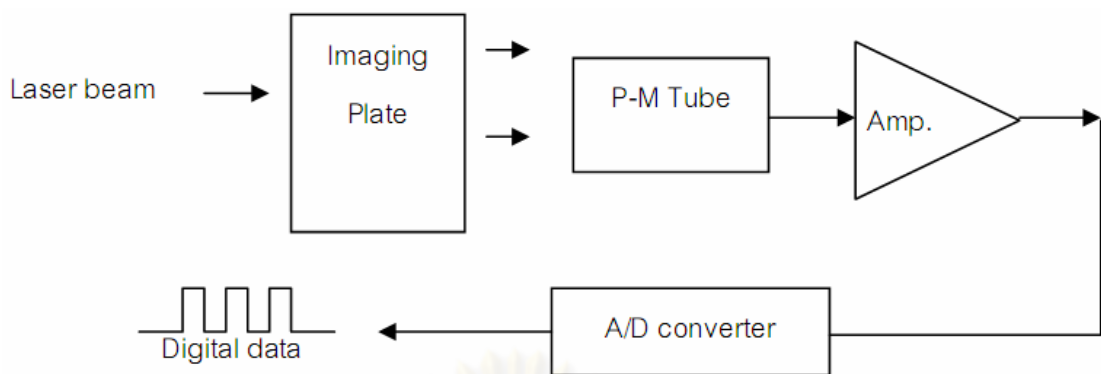 Laser beam
Imaging
Plate
P-M Tube
Amp.
A/D converter
Digital data